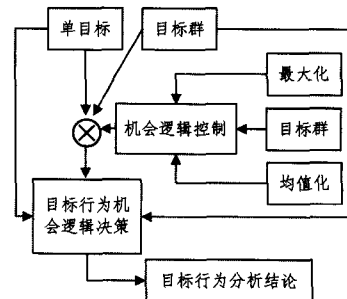 单目标
目标群
最大化
机会逻辑控制
目标群
均值化
目标行为机
会逻辑决策
目标行为分析结论